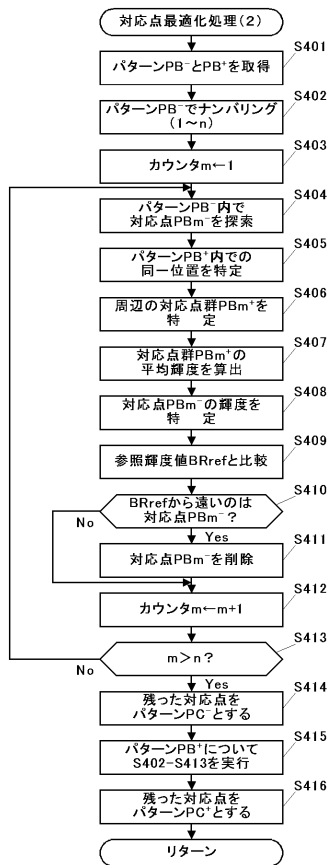 対応点最適化処理(2)
S401
パターンPB⁻とPB⁺を取得
S402
パターンPB⁻でナンバリング
(1～n)
S403
カウンタm←1
S404
パターンPB⁻内で
対応点PBm⁻を探索
S405
パターンPB⁺内での
同一位置を特定
S406
周辺の対応点群PBm⁺を
特 定
S407
対応点群PBm⁺の
平均輝度を算出
S408
対応点PBm⁻の輝度を
特 定
S409
参照輝度値BRrefと比較
S410
BRrefから遠いのは
対応点PBm⁻?
No
Yes
S411
対応点PBm⁻を削除
S412
カウンタm←m+1
S413
m>n?
No
Yes
S414
残った対応点を
パターンPC⁻とする
S415
パターンPB⁺について
S402-S413を実行
S416
残った対応点を
パターンPC⁺とする
リターン